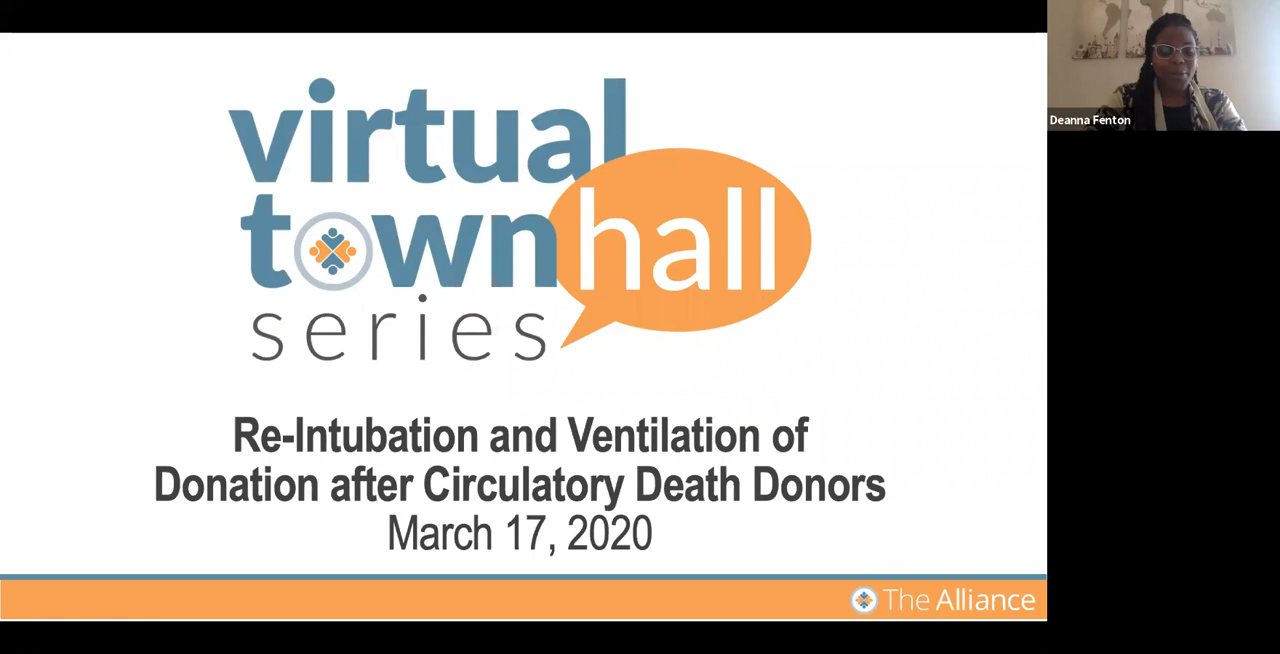 virtual
town hall
series
Re-Intubation and Ventilation of
Donation after Circulatory Death Donors
March 17, 2020
The Alliance
Deanna Fenton